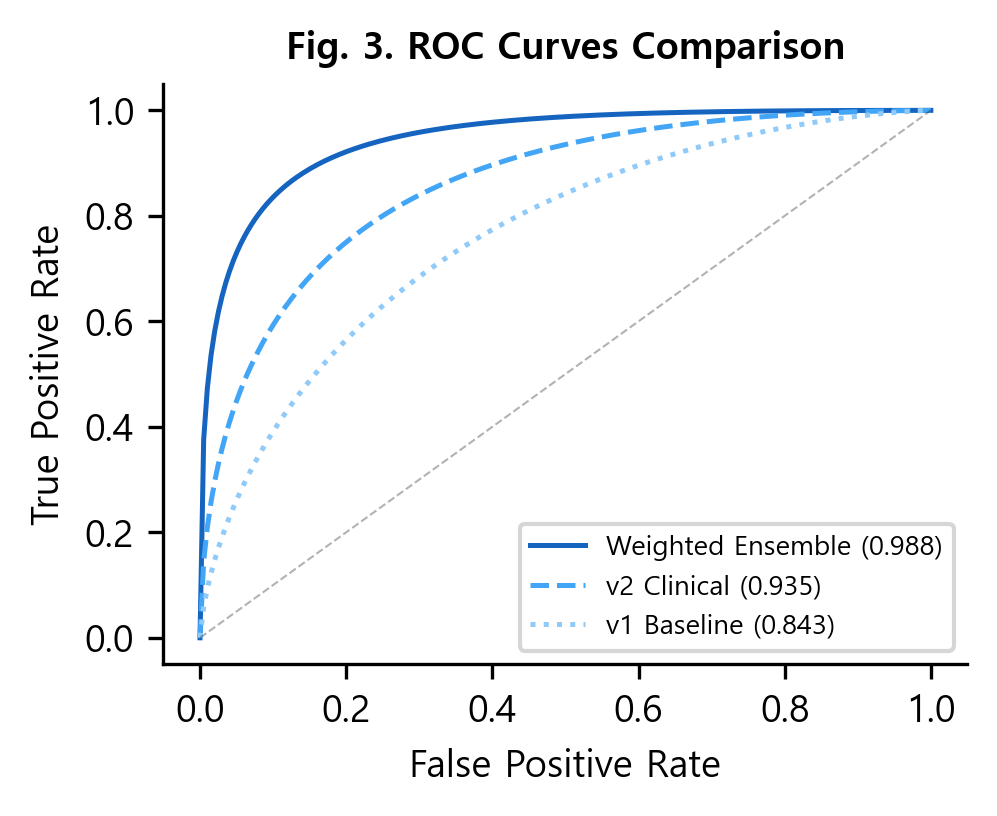 Fig. 3. ROC Curves Comparison
1.0
0.8
0.6
0.4
0.2
0.0
True Positive Rate
Weighted Ensemble (0.988)
v2 Clinical (0.935)
v1 Baseline (0.843)
0.0 0.2 0.4 0.6 0.8 1.0
False Positive Rate